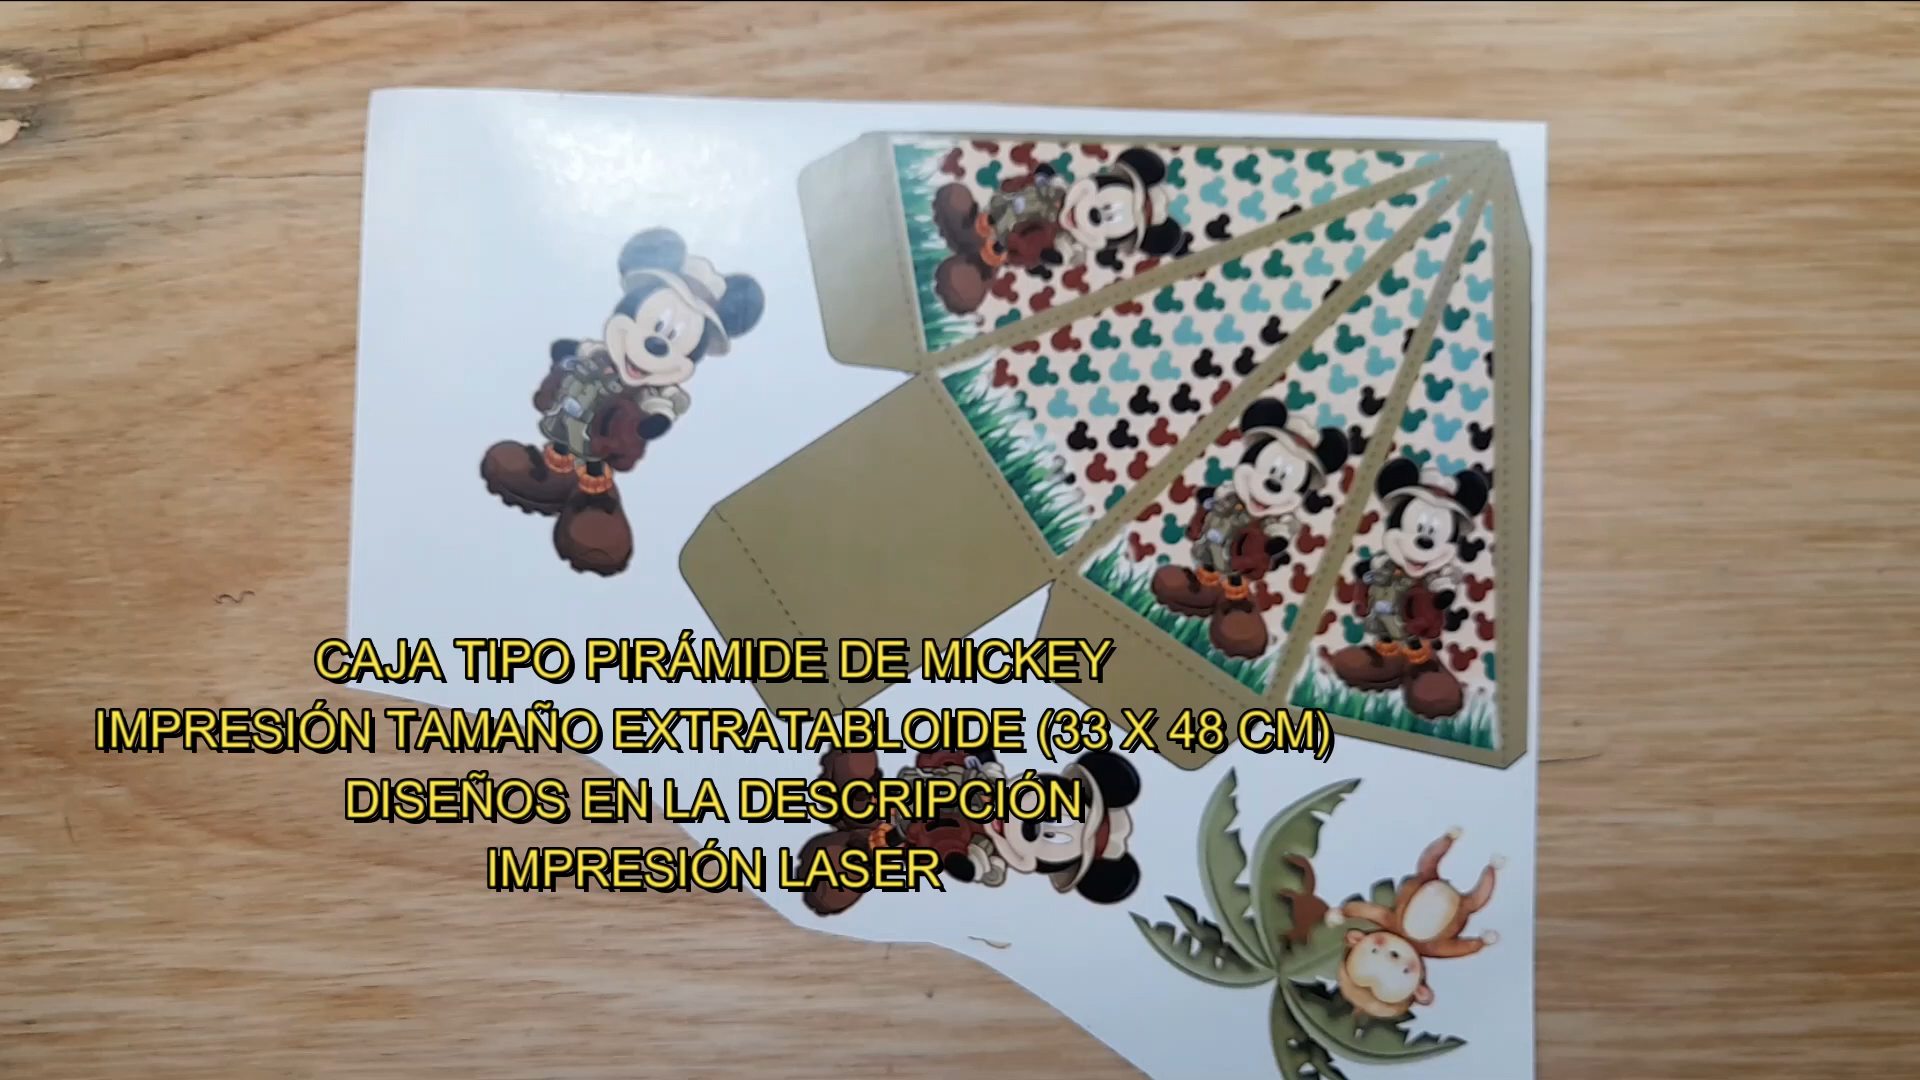 CAJA TIPO PIRÁMIDE DE MICKEY
IMPRESIÓN TAMAÑO EXTRATABLOIDE (33 X 48 CM)
DISEÑOS EN LA DESCRIPCIÓN
IMPRESIÓN LASER